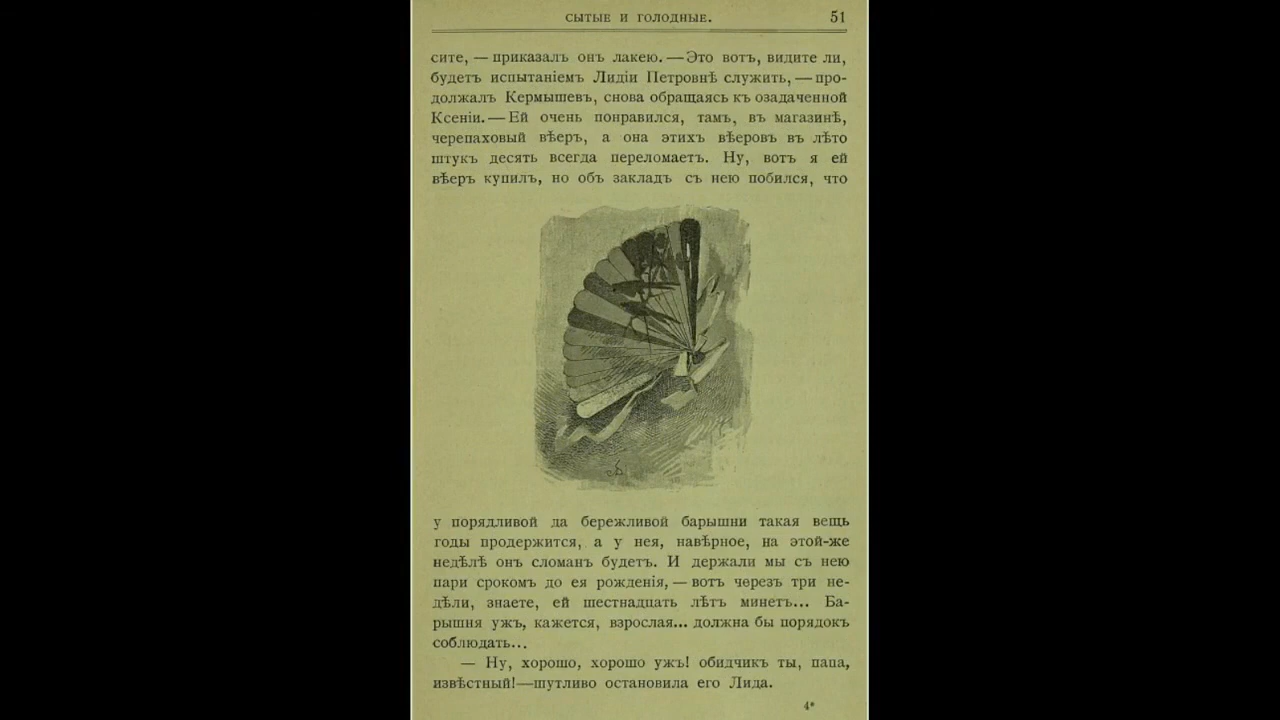 СЫТЫЕ И ГОЛОДНЫЕ. 51
сите, — приказалъ онъ лакею. — Это вотъ, видите ли,
будетъ испытаніемъ Лидіи Петровнѣ служить, — про-
должалъ Кермышевъ, снова обращаясь къ озадаченной
Ксеніи. — Ей очень понравился, тамъ, въ магазинѣ,
черепаховый вѣеръ, а она этихъ вѣеровъ въ лѣто
штукъ десять всегда переломаетъ. Ну, вотъ я ей
вѣеръ купилъ, но объ закладъ съ нею побился, что
у порядливой да бережливой барышни такая вещь
годы продержится, а у нея, навѣрное, на этой-же
недѣлѣ онъ сломанъ будетъ. И держали мы съ нею
пари срокомъ до ея рожденія, — вотъ черезъ три не-
дѣли, знаете, ей шестнадцать лѣтъ минетъ... Ба-
рышня ужъ, кажется, взрослая... должна бы порядокъ
соблюдать...
— Ну, хорошо, хорошо ужъ! обидчикъ ты, папа,
извѣстный!—шутливо остановила его Лида.
4*